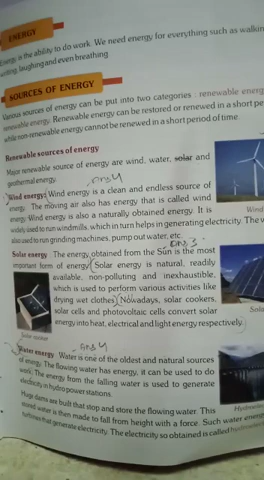 ENERGY
Energy is the ability to do work. We need energy for everything such as walking
writing, laughing and even breathing.
SOURCES OF ENERGY
Various sources of energy can be put into two categories : renewable energy
renewable energy. Renewable energy can be restored or renewed in a short pe
while non-renewable energy cannot be renewed in a short period of time.
Renewable sources of energy
Major renewable source of energy are wind, water, solar and
geothermal energy.
Ans 4
Wind energy: Wind energy is a clean and endless source of
energy. The moving air also has energy that is called wind
energy. Wind energy is also a naturally obtained energy. It is
widely used to run windmills, which in turn helps in generating electricity. The w
also used to run grinding machines, pump out water, etc.
Wind
Ans 3
Solar energy: The energy obtained from the Sun is the most
important form of energy. Solar energy is natural, readily
available, non-polluting and inexhaustible,
which is used to perform various activities like
drying wet clothes. Nowadays, solar cookers,
solar cells and photovoltaic cells convert solar
energy into heat, electrical and light energy respectively.
Solar cooker
Sola
Ans 4
Water energy: Water is one of the oldest and natural sources
of energy. The flowing water has energy, it can be used to do
work. The energy from the falling water is used to generate
electricity in hydro power stations.
Huge dams are built that stop and store the flowing water. This
stored water is then made to fall from height with a force. Such water energy
turbines that generate electricity. The electricity so obtained is called hydroelect